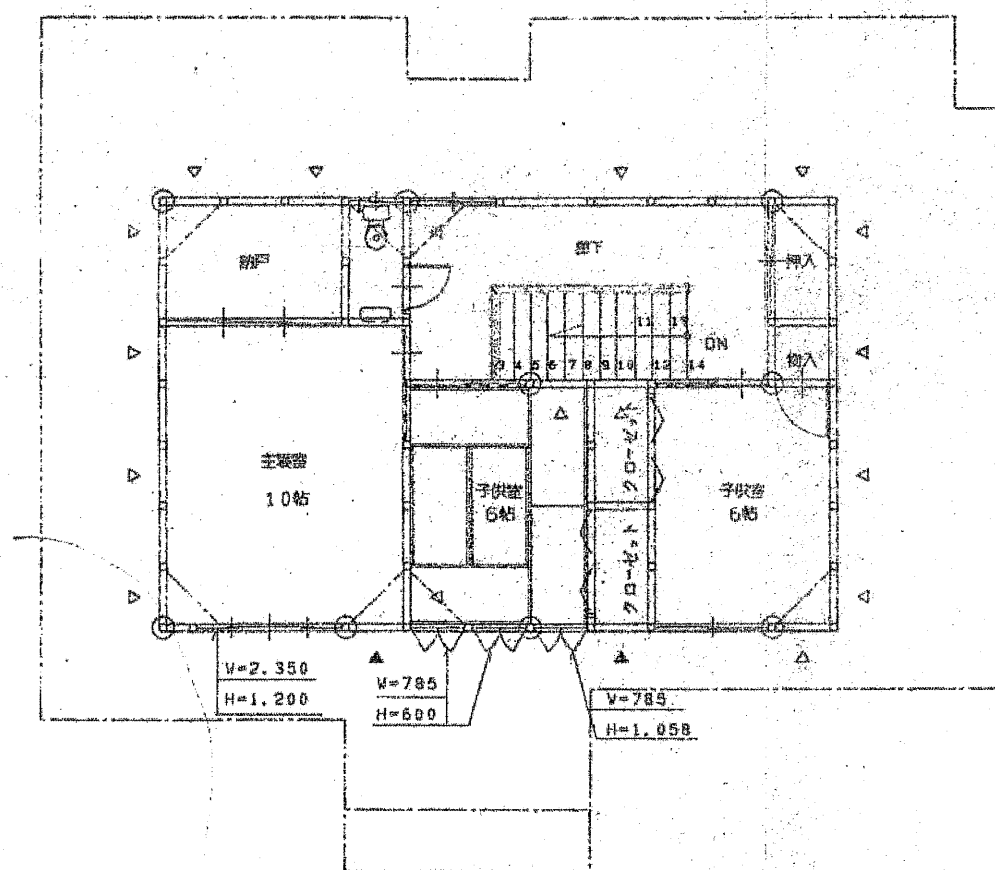 納戸
廊下
押入
物入
DN
11 13
3 4 5 6 7 8 9 10 12 14
主寝室
10帖
子供室
6帖
クローゼット
クローゼット
子供室
6帖
W=2.350
H=1.200
W=785
H=600
W=785
H=1.058